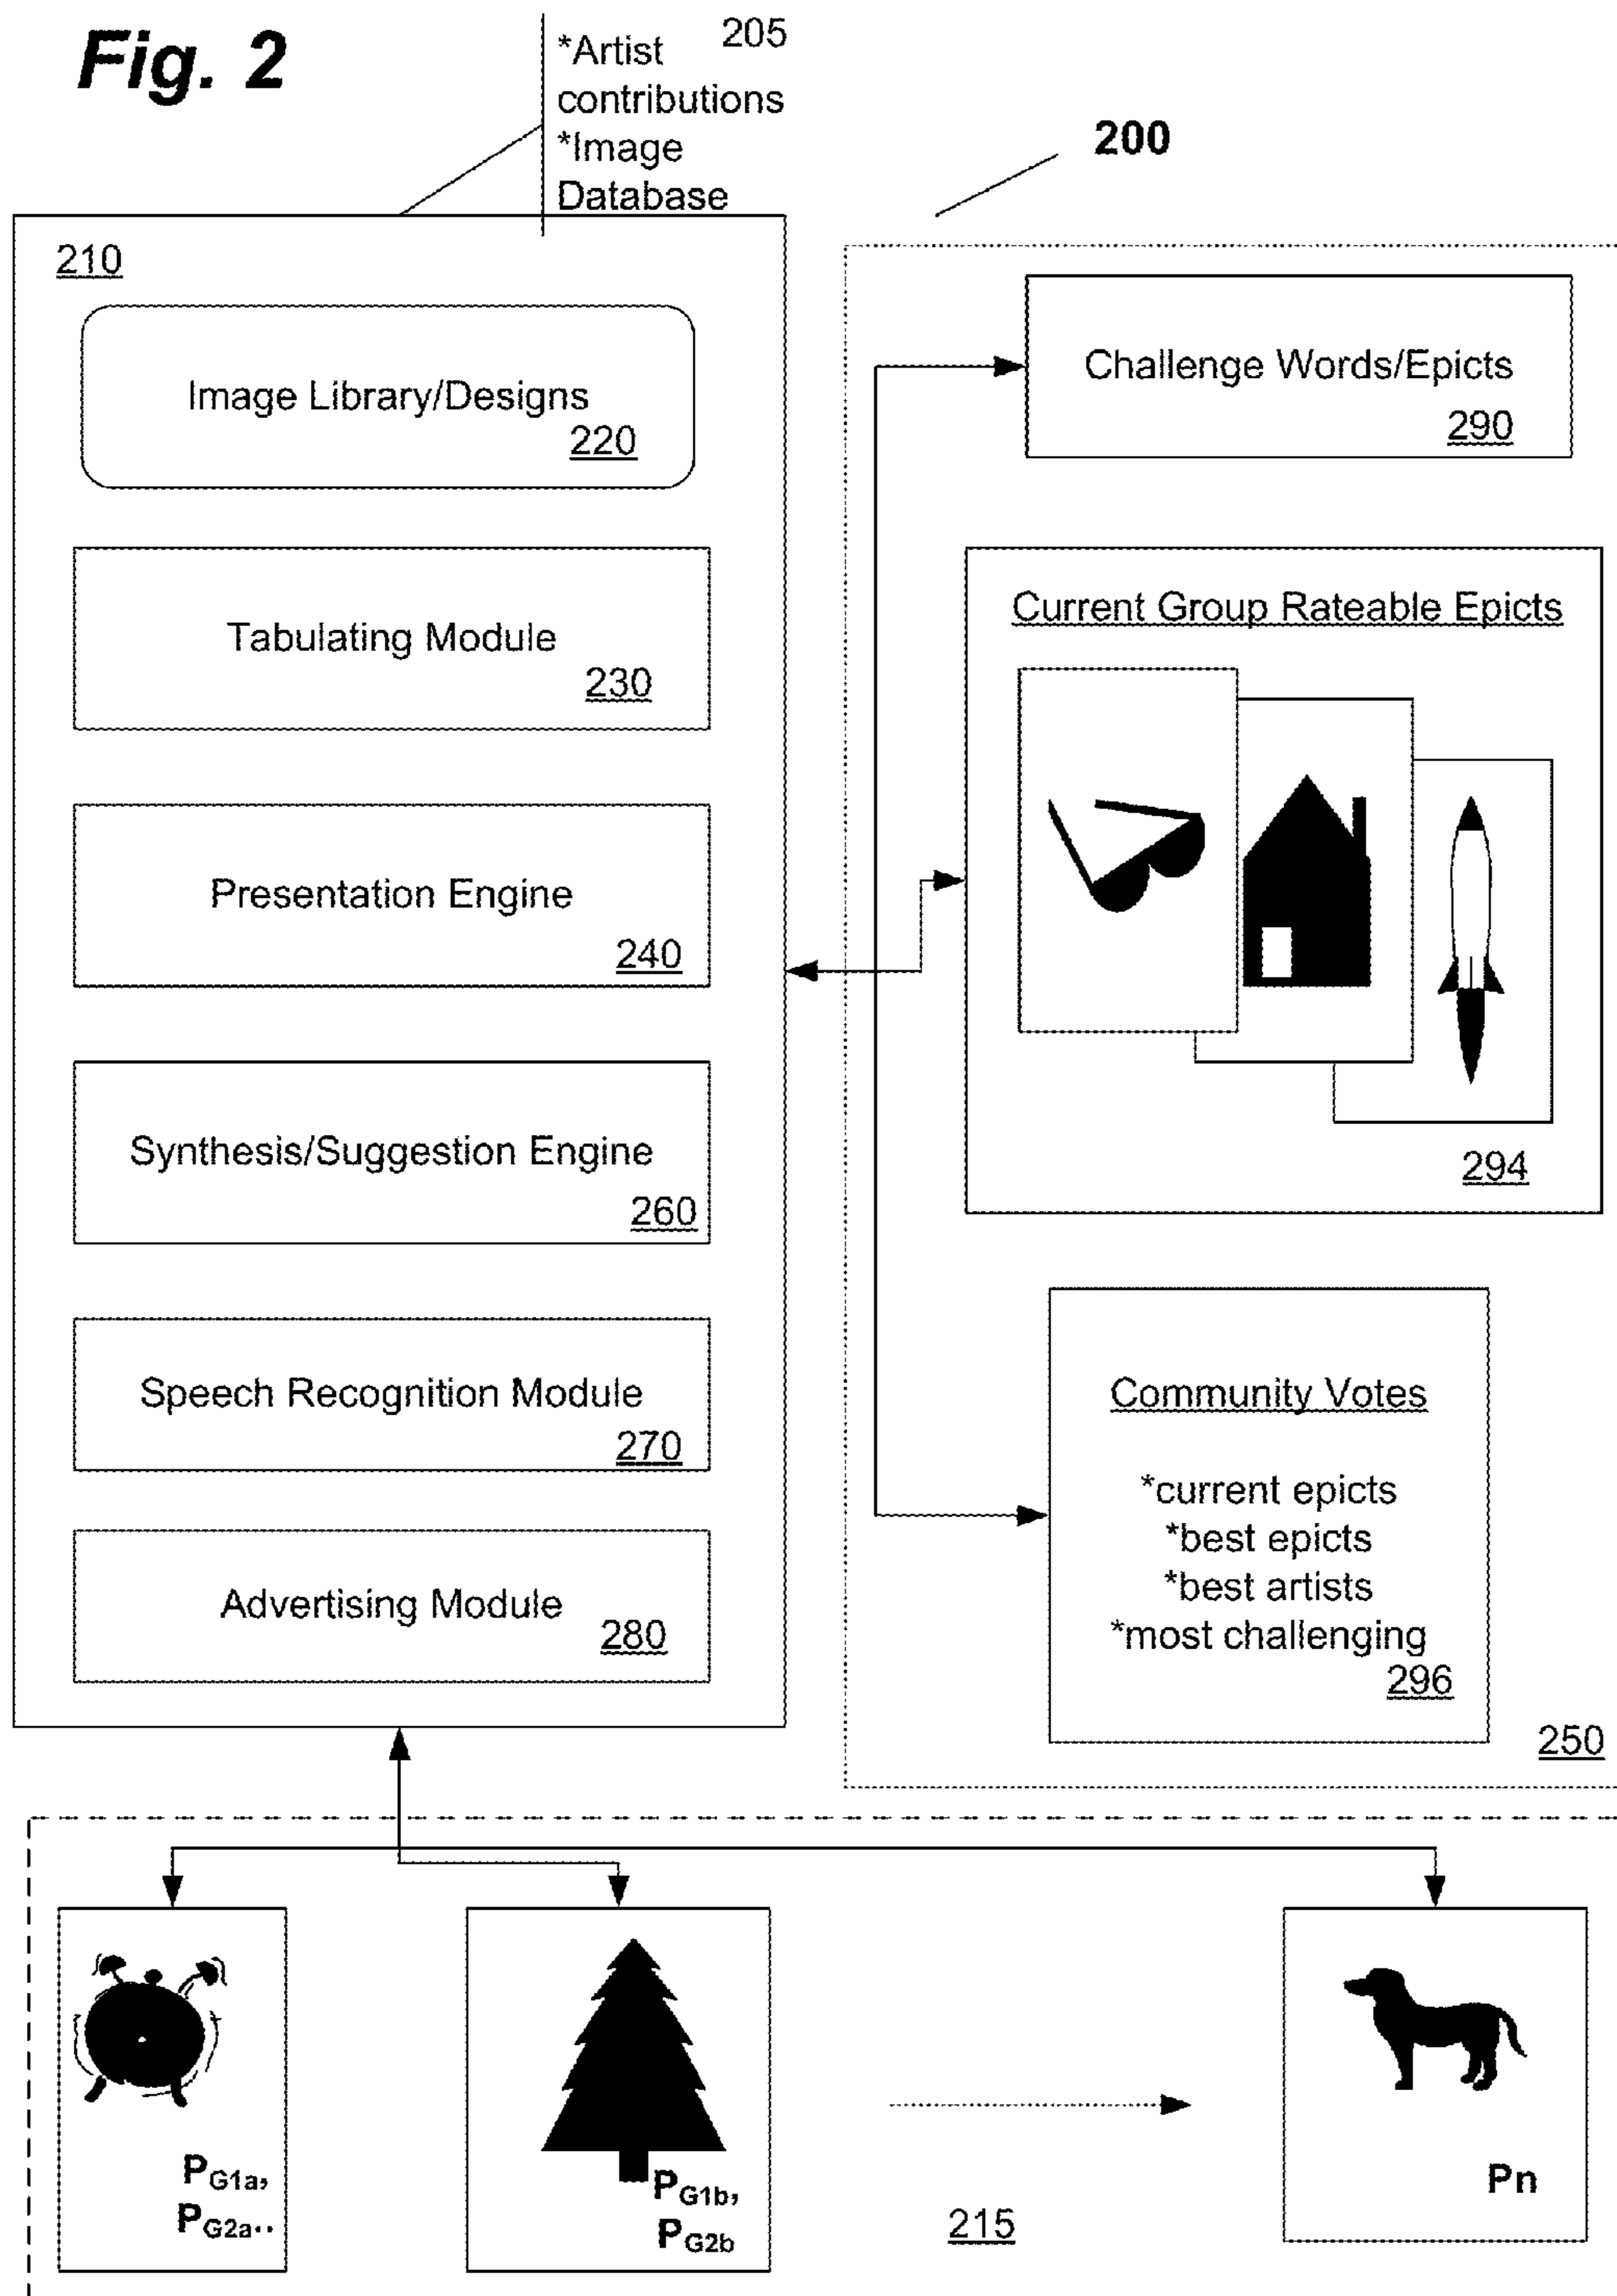 Fig. 2
*Artist 205
contributions
*Image
Database
200
210
Image Library/Designs
220
Tabulating Module
230
Presentation Engine
240
Synthesis/Suggestion Engine
260
Speech Recognition Module
270
Advertising Module
280
Challenge Words/Epicts
290
Current Group Rateable Epicts
294
Community Votes
*current epicts
*best epicts
*best artists
*most challenging
296
250
PG1a,
PG2a..
PG1b,
PG2b
215
Pn